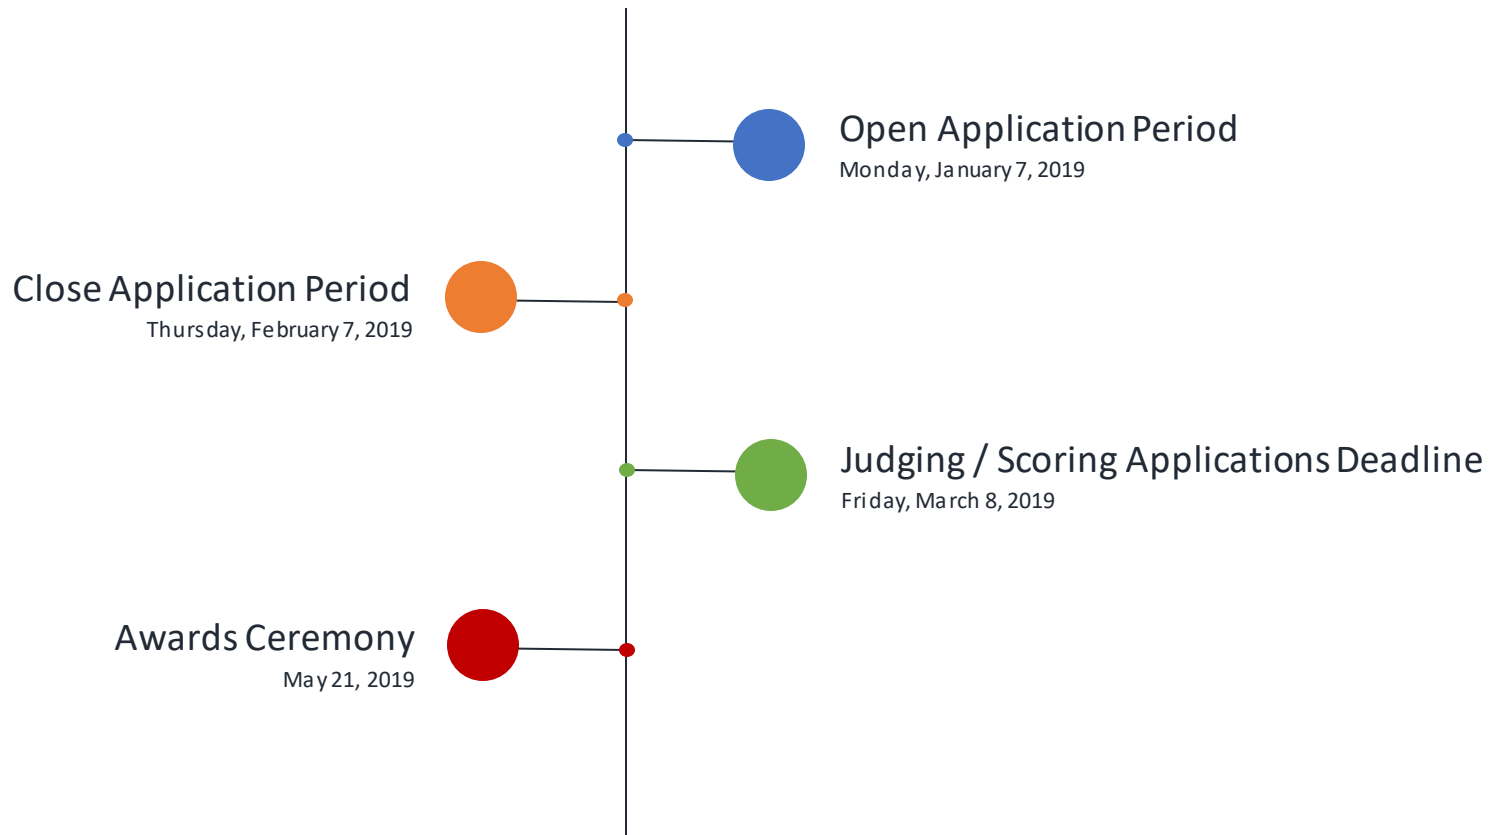 Open Application Period
Monday, January 7, 2019
Close Application Period
Thursday, February 7, 2019
Judging / Scoring Applications Deadline
Friday, March 8, 2019
Awards Ceremony
May 21, 2019